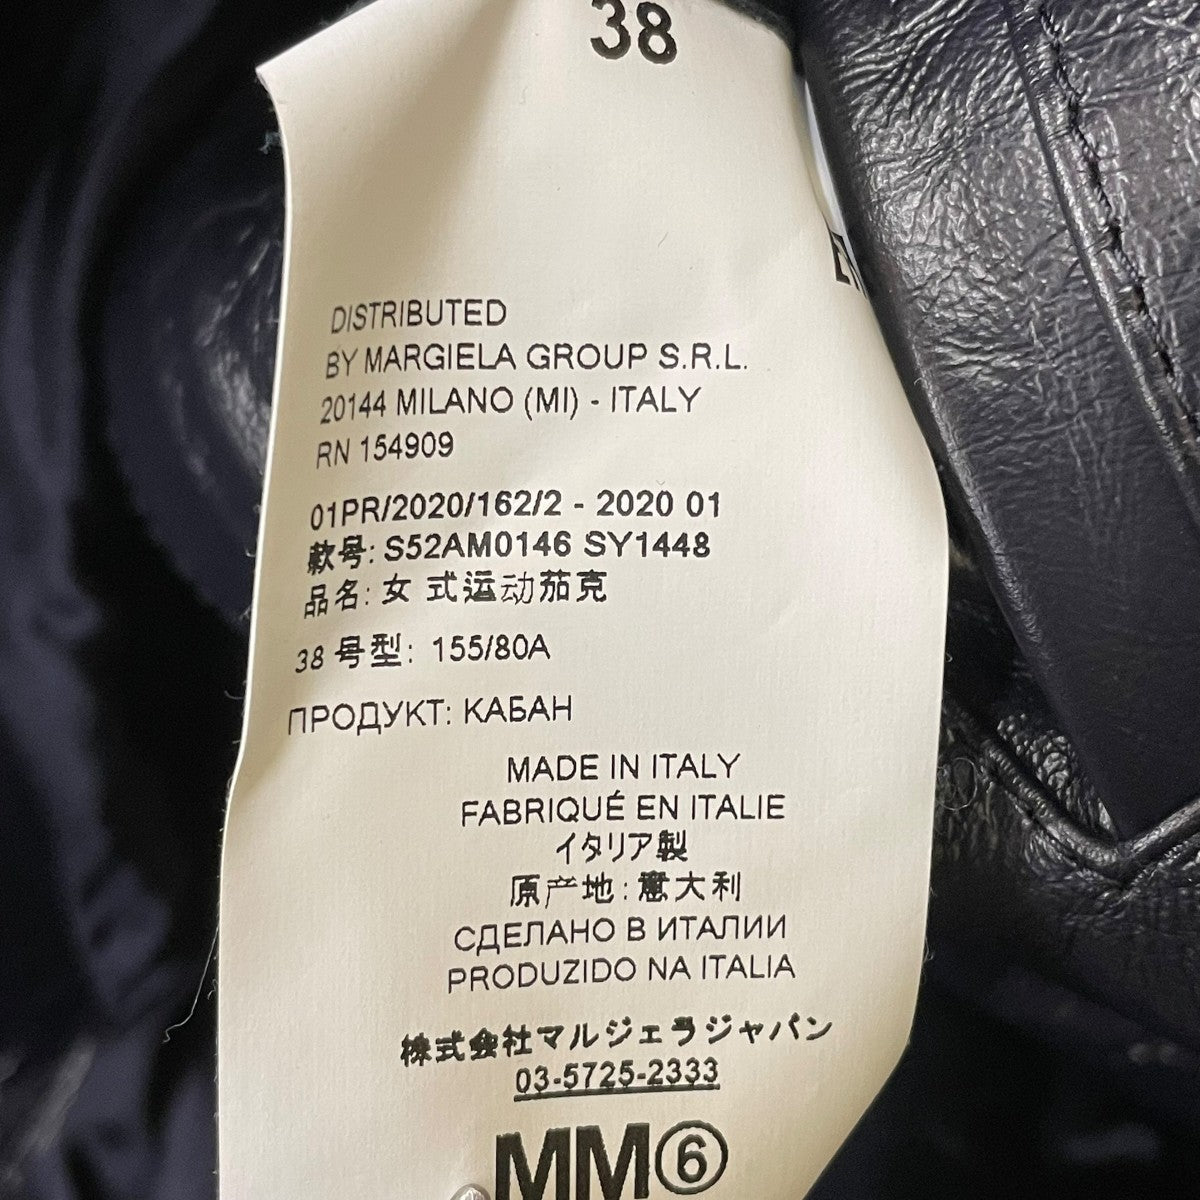 38
DISTRIBUTED
BY MARGIELA GROUP S.R.L.
20144 MILANO (MI) - ITALY
RN 154909
01PR/2020/162/2 - 2020 01
款号: S52AM0146 SY1448
品名: 女 式运动茄克
38 号型: 155/80A
ПРОДУКТ: КАБАН
MADE IN ITALY
FABRIQUÉ EN ITALIE
イタリア製
原产地: 意大利
СДЕЛАНО В ИТАЛИИ
PRODUZIDO NA ITALIA
株式会社マルジェラジャパン
03-5725-2333
MM⑥